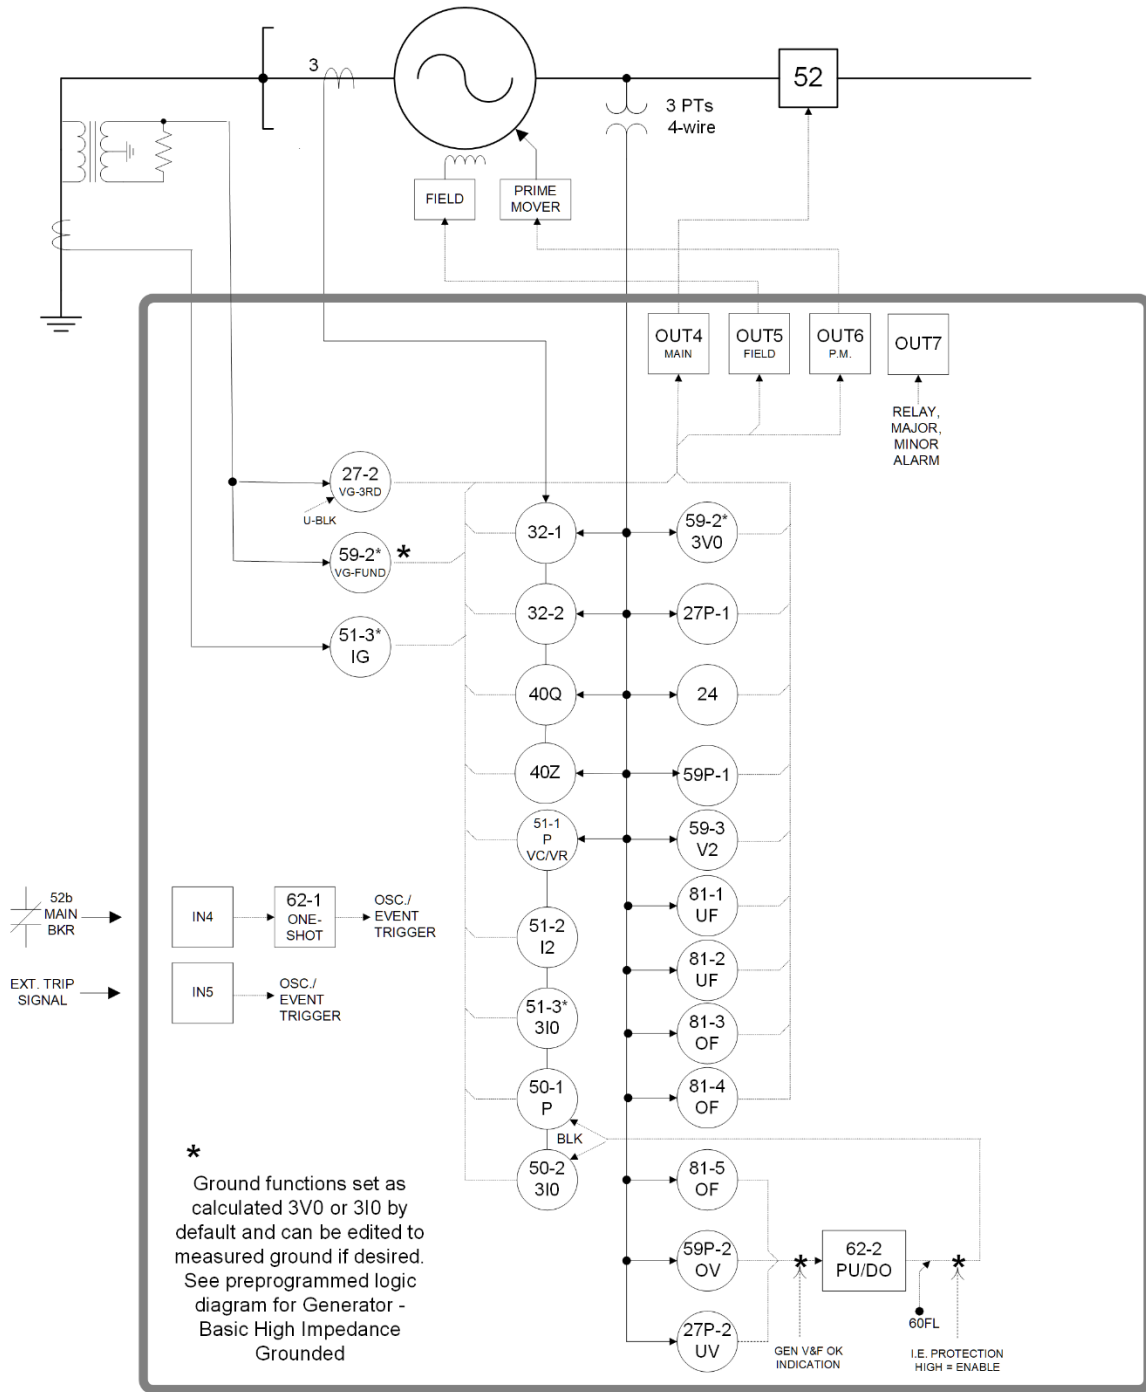 3
52
3 PTs
4-wire
FIELD
PRIME
MOVER
OUT4
MAIN
OUT5
FIELD
OUT6
P.M.
OUT7
RELAY,
MAJOR,
MINOR
ALARM
27-2
VG-3RD
U-BLK
32-1
59-2*
3V0
59-2*
VG-FUND
*
32-2
27P-1
51-3*
IG
40Q
24
40Z
59P-1
51-1
P
VC/VR
59-3
V2
52b
MAIN
BKR
IN4
62-1
ONE-
SHOT
OSC./
EVENT
TRIGGER
81-1
UF
51-2
I2
81-2
UF
EXT. TRIP
SIGNAL
IN5
OSC./
EVENT
TRIGGER
51-3*
3I0
81-3
OF
50-1
P
81-4
OF
BLK
50-2
3I0
81-5
OF
*
Ground functions set as
calculated 3V0 or 3I0 by
default and can be edited to
measured ground if desired.
See preprogrammed logic
diagram for Generator -
Basic High Impedance
Grounded
59P-2
OV
*
62-2
PU/DO
*
60FL
27P-2
UV
GEN V&F OK
INDICATION
I.E. PROTECTION
HIGH = ENABLE